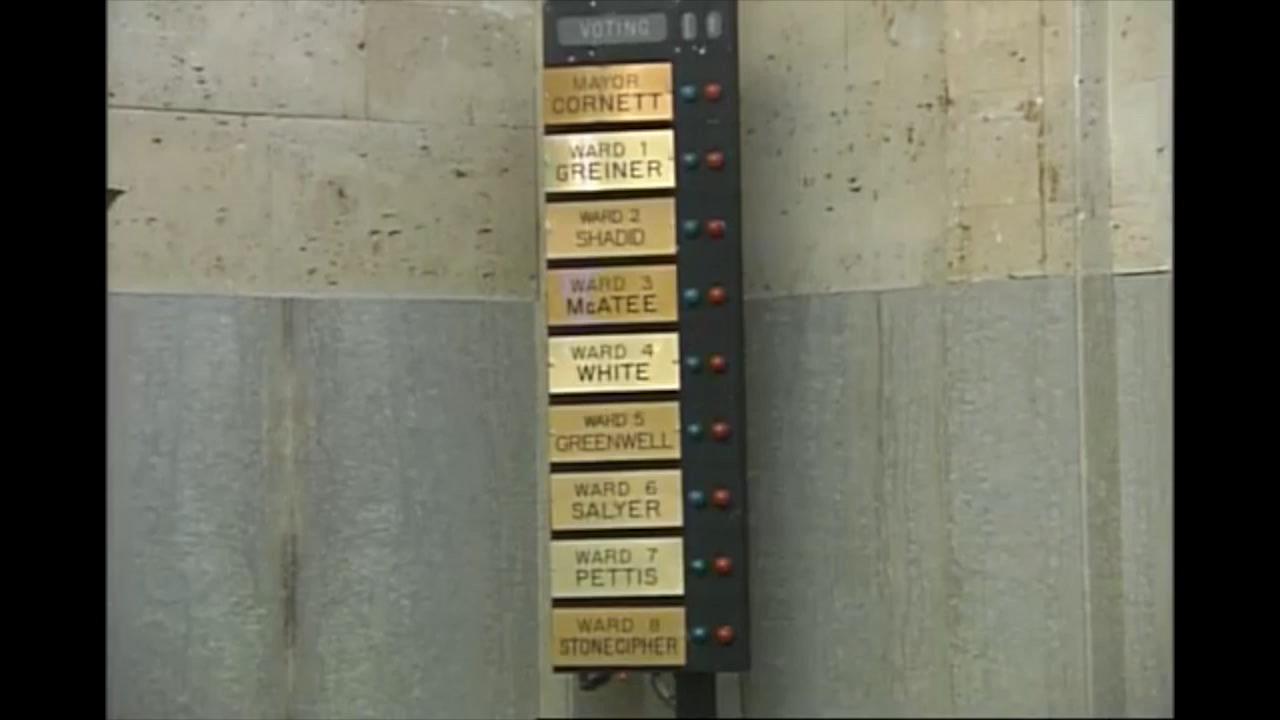 VOTING
MAYOR
CORNETT
WARD 1
GREINER
WARD 2
SHADID
WARD 3
McATEE
WARD 4
WHITE
WARD 5
GREENWELL
WARD 6
SALYER
WARD 7
PETTIS
WARD 8
STONECIPHER